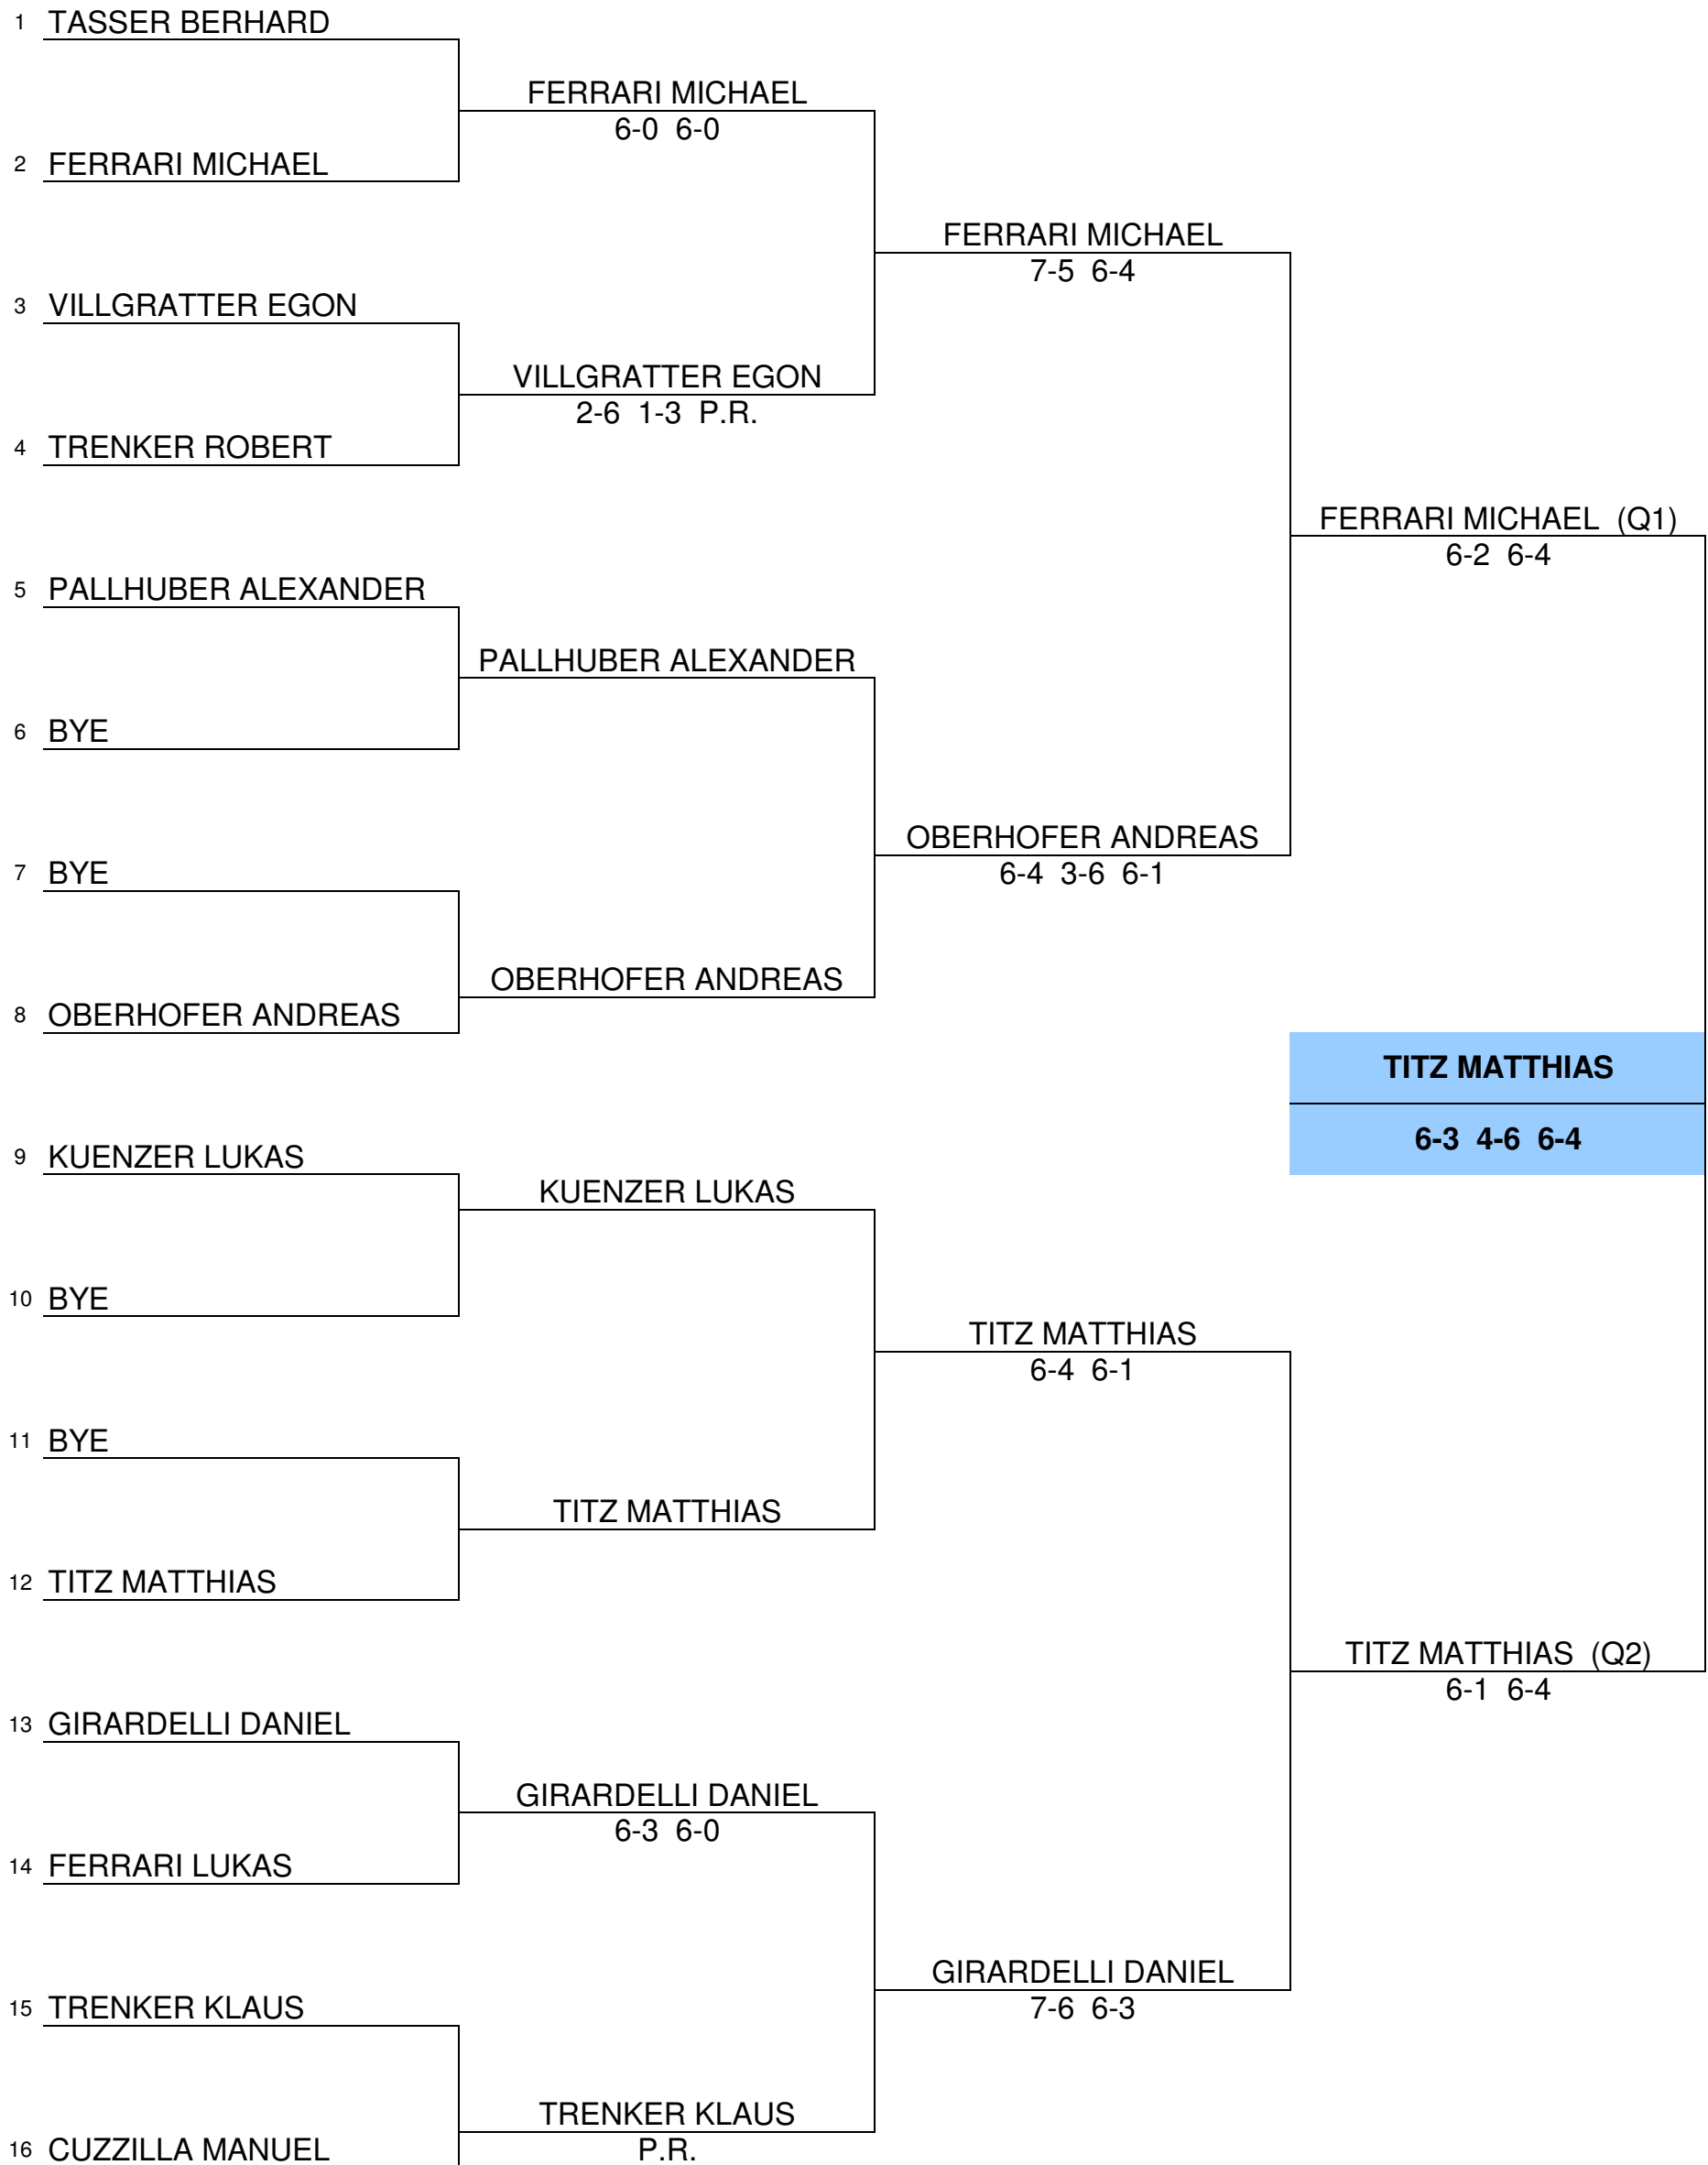 1 TASSER BERHARD
FERRARI MICHAEL
6-0 6-0
2 FERRARI MICHAEL
FERRARI MICHAEL
7-5 6-4
3 VILLGRATTER EGON
VILLGRATTER EGON
2-6 1-3 P.R.
4 TRENKER ROBERT
FERRARI MICHAEL (Q1)
6-2 6-4
5 PALLHUBER ALEXANDER
PALLHUBER ALEXANDER
6 BYE
OBERHOFER ANDREAS
6-4 3-6 6-1
7 BYE
OBERHOFER ANDREAS
8 OBERHOFER ANDREAS
TITZ MATTHIAS
6-3 4-6 6-4
9 KUENZER LUKAS
KUENZER LUKAS
10 BYE
TITZ MATTHIAS
6-4 6-1
11 BYE
TITZ MATTHIAS
12 TITZ MATTHIAS
TITZ MATTHIAS (Q2)
6-1 6-4
13 GIRARDELLI DANIEL
GIRARDELLI DANIEL
6-3 6-0
14 FERRARI LUKAS
GIRARDELLI DANIEL
7-6 6-3
15 TRENKER KLAUS
TRENKER KLAUS
P.R.
16 CUZZILLA MANUEL